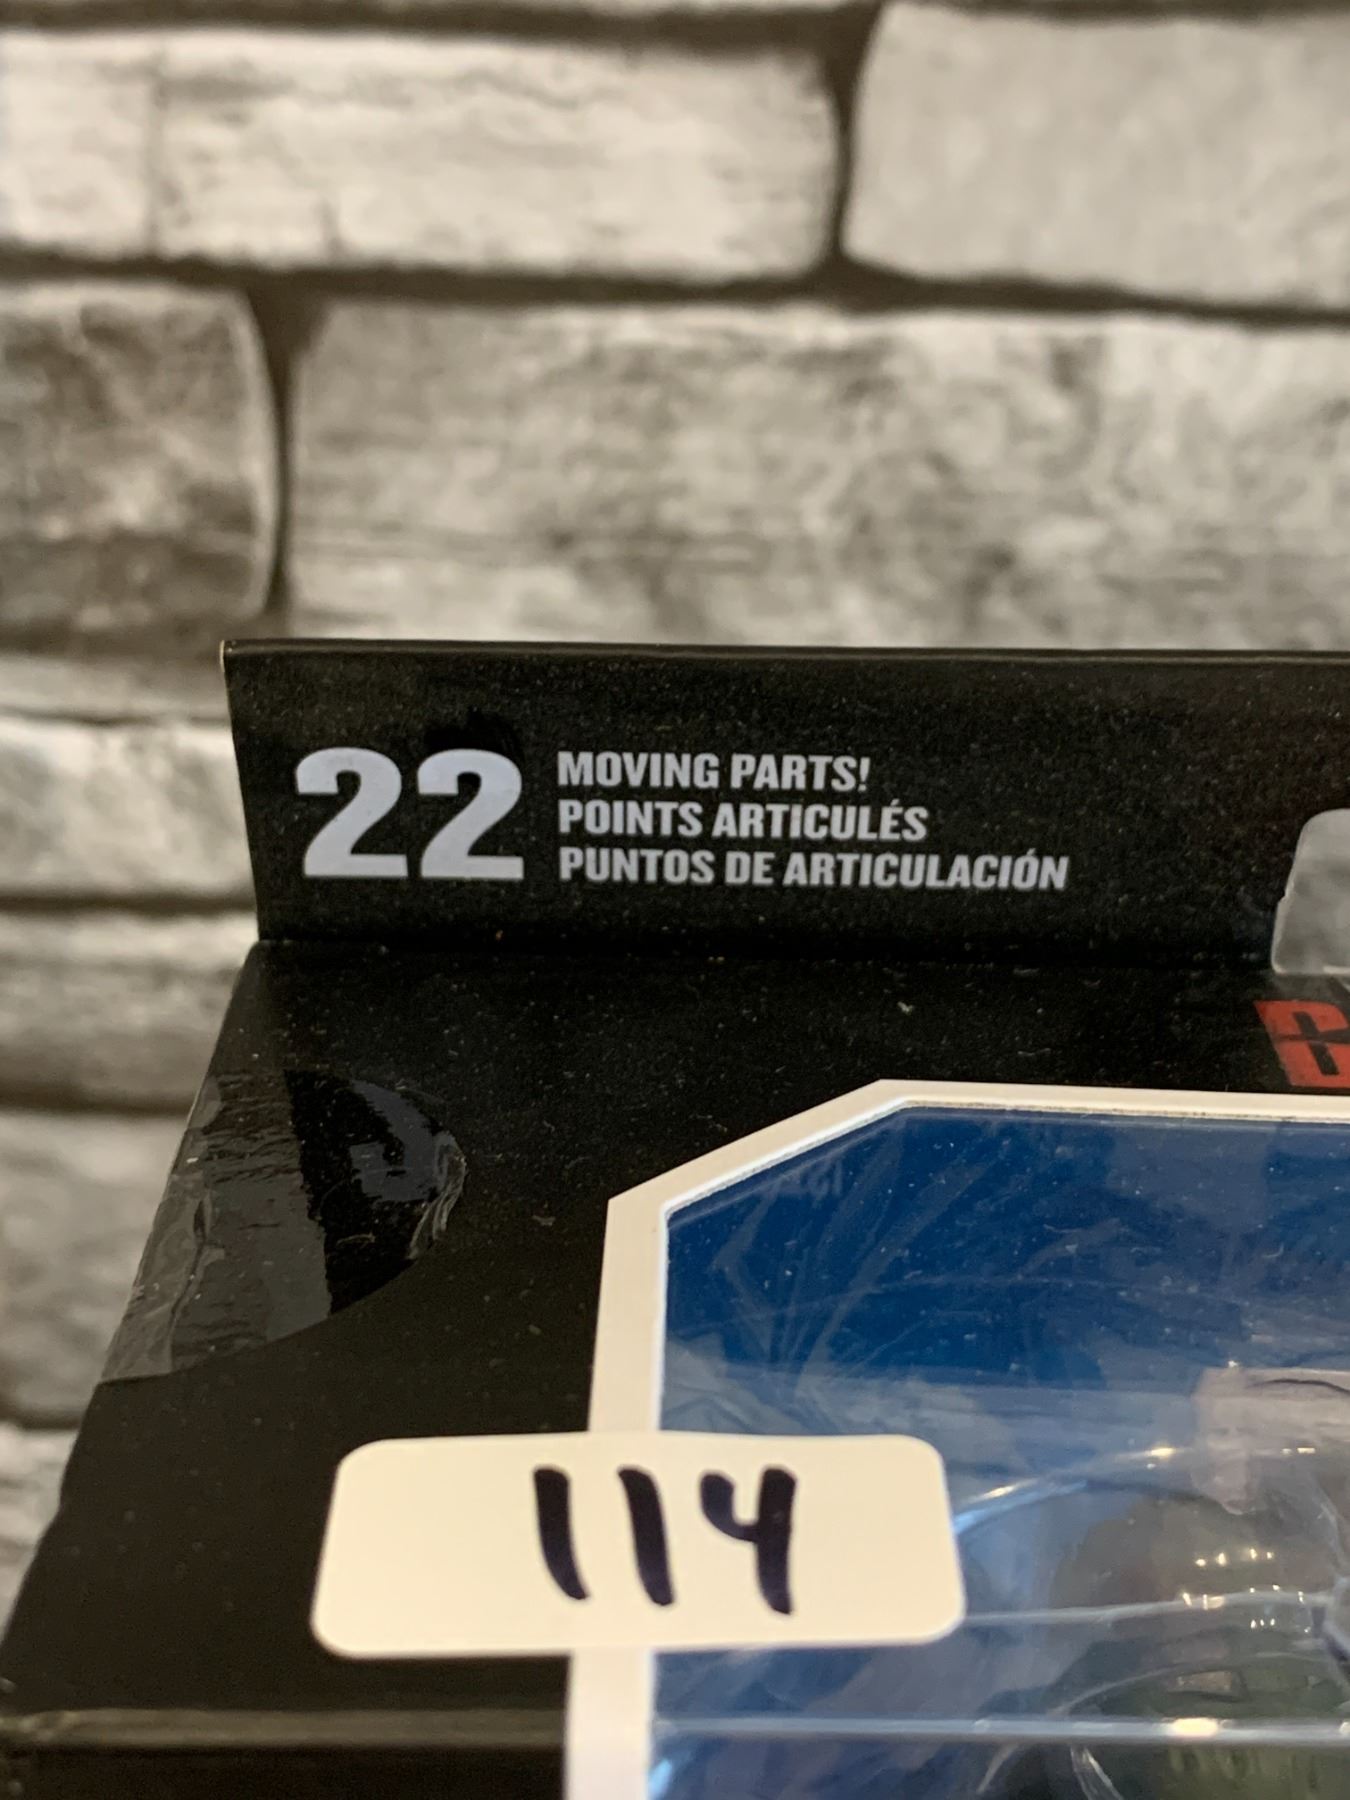 22 MOVING PARTS!
POINTS ARTICULÉS
PUNTOS DE ARTICULACIÓN
114